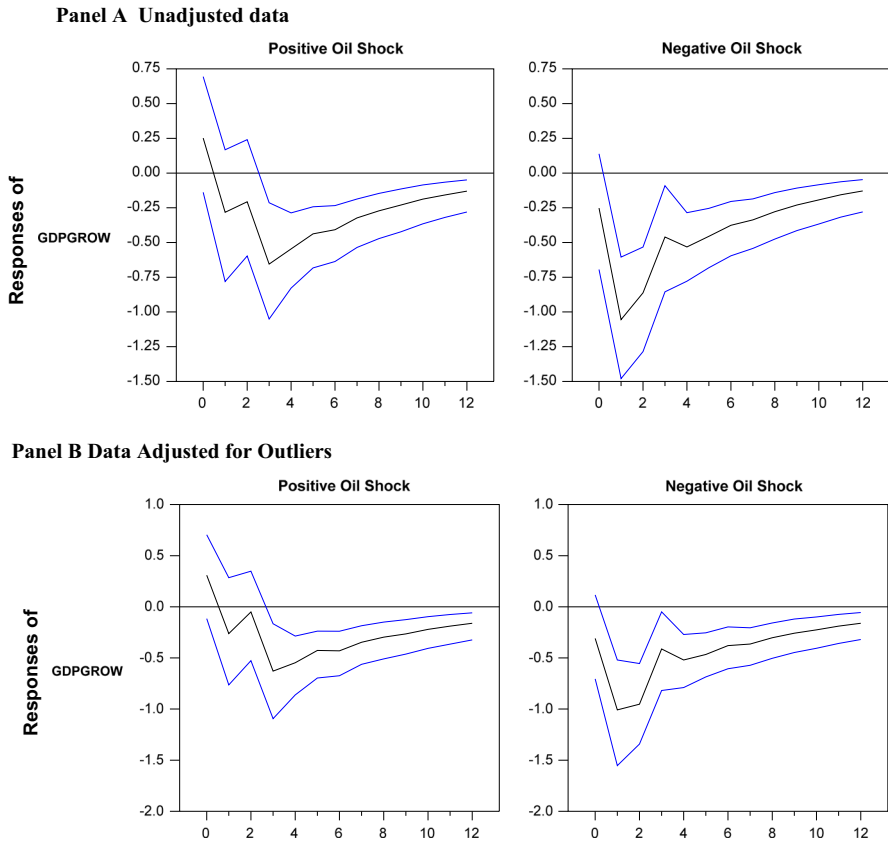 Panel A Unadjusted data
Positive Oil Shock
Negative Oil Shock
Responses of
GDPGROW
0.75
0.50
0.25
0.00
-0.25
-0.50
-0.75
-1.00
-1.25
-1.50
0 2 4 6 8 10 12
0.75
0.50
0.25
0.00
-0.25
-0.50
-0.75
-1.00
-1.25
-1.50
0 2 4 6 8 10 12
Panel B Data Adjusted for Outliers
Positive Oil Shock
Negative Oil Shock
Responses of
GDPGROW
1.0
0.5
0.0
-0.5
-1.0
-1.5
-2.0
0 2 4 6 8 10 12
1.0
0.5
0.0
-0.5
-1.0
-1.5
-2.0
0 2 4 6 8 10 12